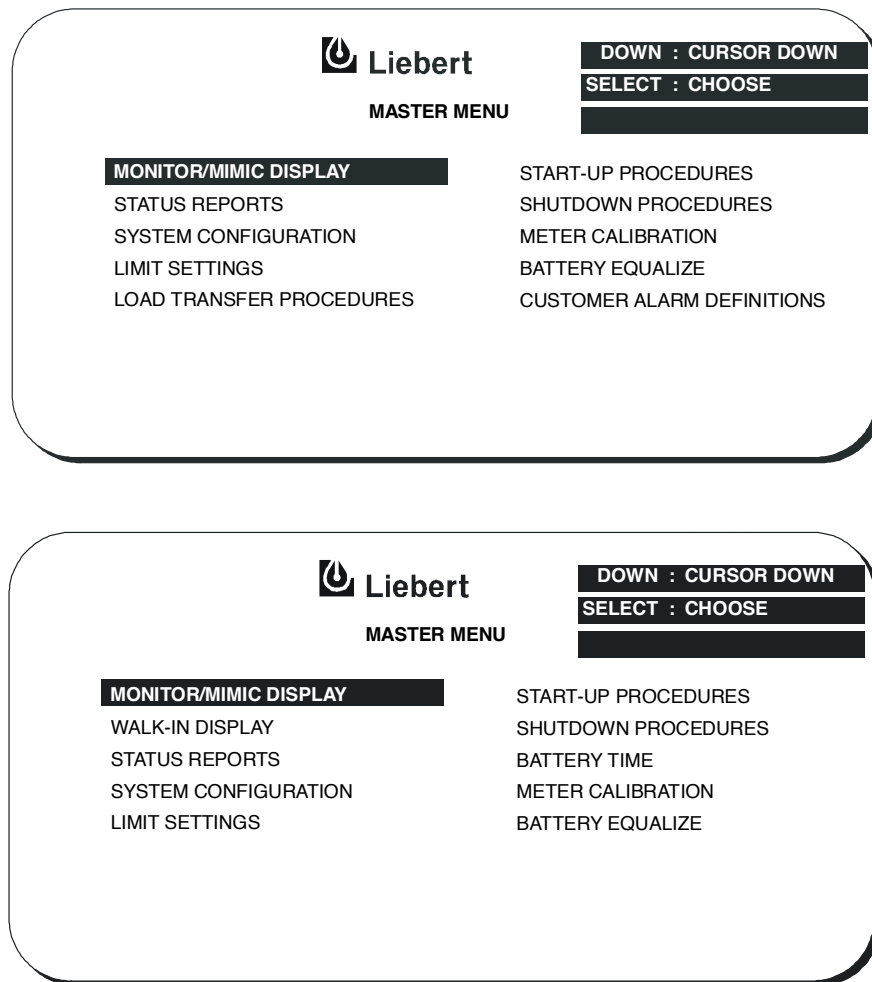 Liebert
DOWN : CURSOR DOWN
SELECT : CHOOSE
MASTER MENU
MONITOR/MIMIC DISPLAY
STATUS REPORTS
SYSTEM CONFIGURATION
LIMIT SETTINGS
LOAD TRANSFER PROCEDURES
START-UP PROCEDURES
SHUTDOWN PROCEDURES
METER CALIBRATION
BATTERY EQUALIZE
CUSTOMER ALARM DEFINITIONS
Liebert
DOWN : CURSOR DOWN
SELECT : CHOOSE
MASTER MENU
MONITOR/MIMIC DISPLAY
WALK-IN DISPLAY
STATUS REPORTS
SYSTEM CONFIGURATION
LIMIT SETTINGS
START-UP PROCEDURES
SHUTDOWN PROCEDURES
BATTERY TIME
METER CALIBRATION
BATTERY EQUALIZE